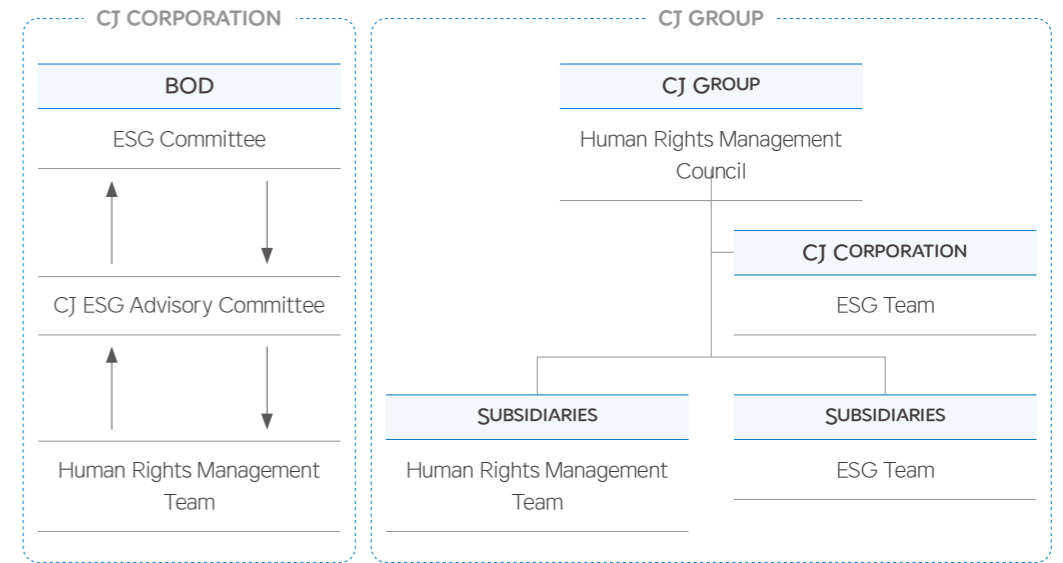 CJ CORPORATION
BOD
ESG Committee
CJ ESG Advisory Committee
Human Rights Management
Team
CJ GROUP
CJ GROUP
Human Rights Management
Council
CJ CORPORATION
ESG Team
SUBSIDIARIES
Human Rights Management
Team
SUBSIDIARIES
ESG Team